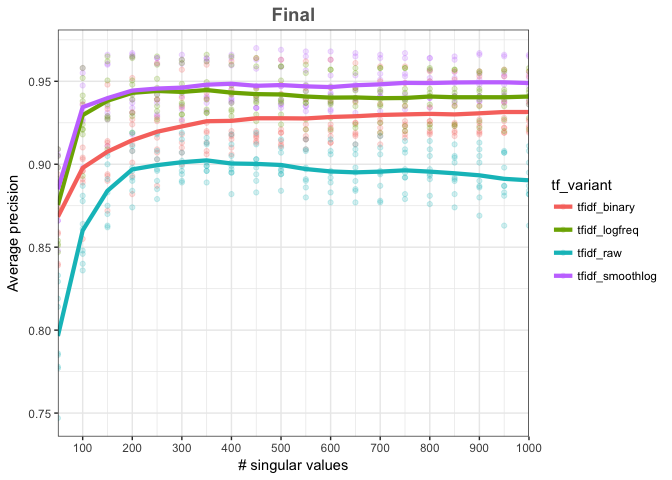 Final
Average precision
0.95
0.90
0.85
0.80
0.75
100 200 300 400 500 600 700 800 900 1000
# singular values
tf_variant
tfidf_binary
tfidf_logfreq
tfidf_raw
tfidf_smoothlog